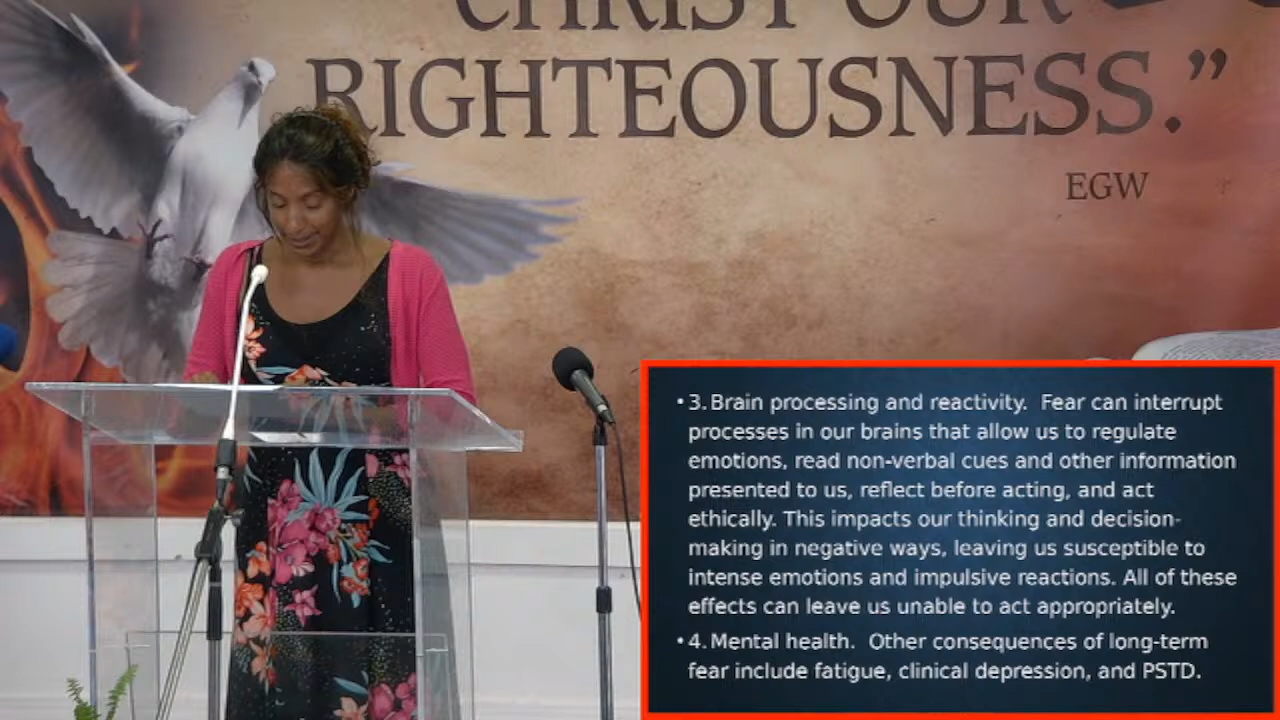 CHRIST OUR
RIGHTEOUSNESS.”
EGW
• 3. Brain processing and reactivity.  Fear can interrupt
processes in our brains that allow us to regulate
emotions, read non-verbal cues and other information
presented to us, reflect before acting, and act
ethically. This impacts our thinking and decision-
making in negative ways, leaving us susceptible to
intense emotions and impulsive reactions. All of these
effects can leave us unable to act appropriately.
• 4. Mental health.  Other consequences of long-term
fear include fatigue, clinical depression, and PSTD.